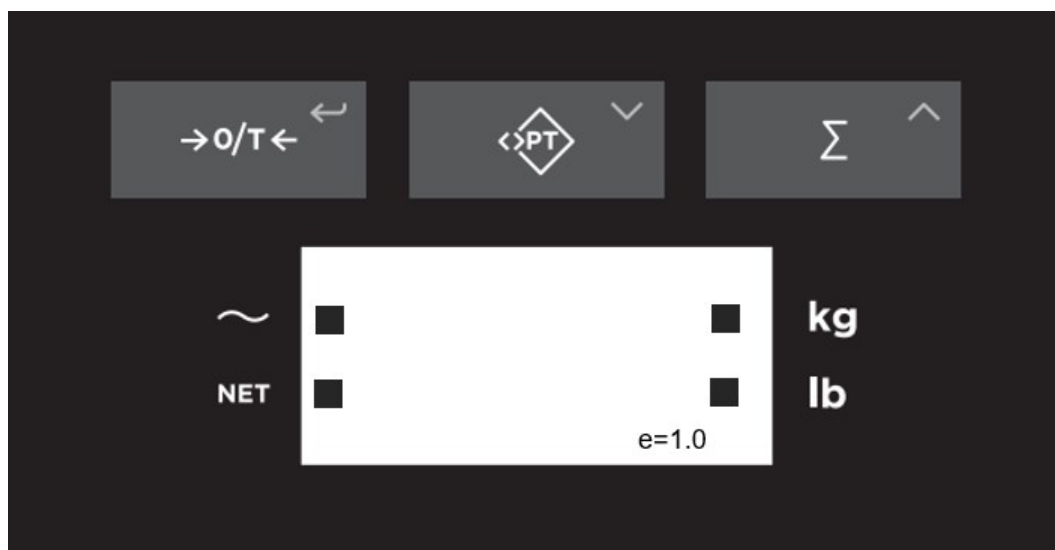 →0/T←
<>PT
Σ
~ kg
NET lb
e=1.0